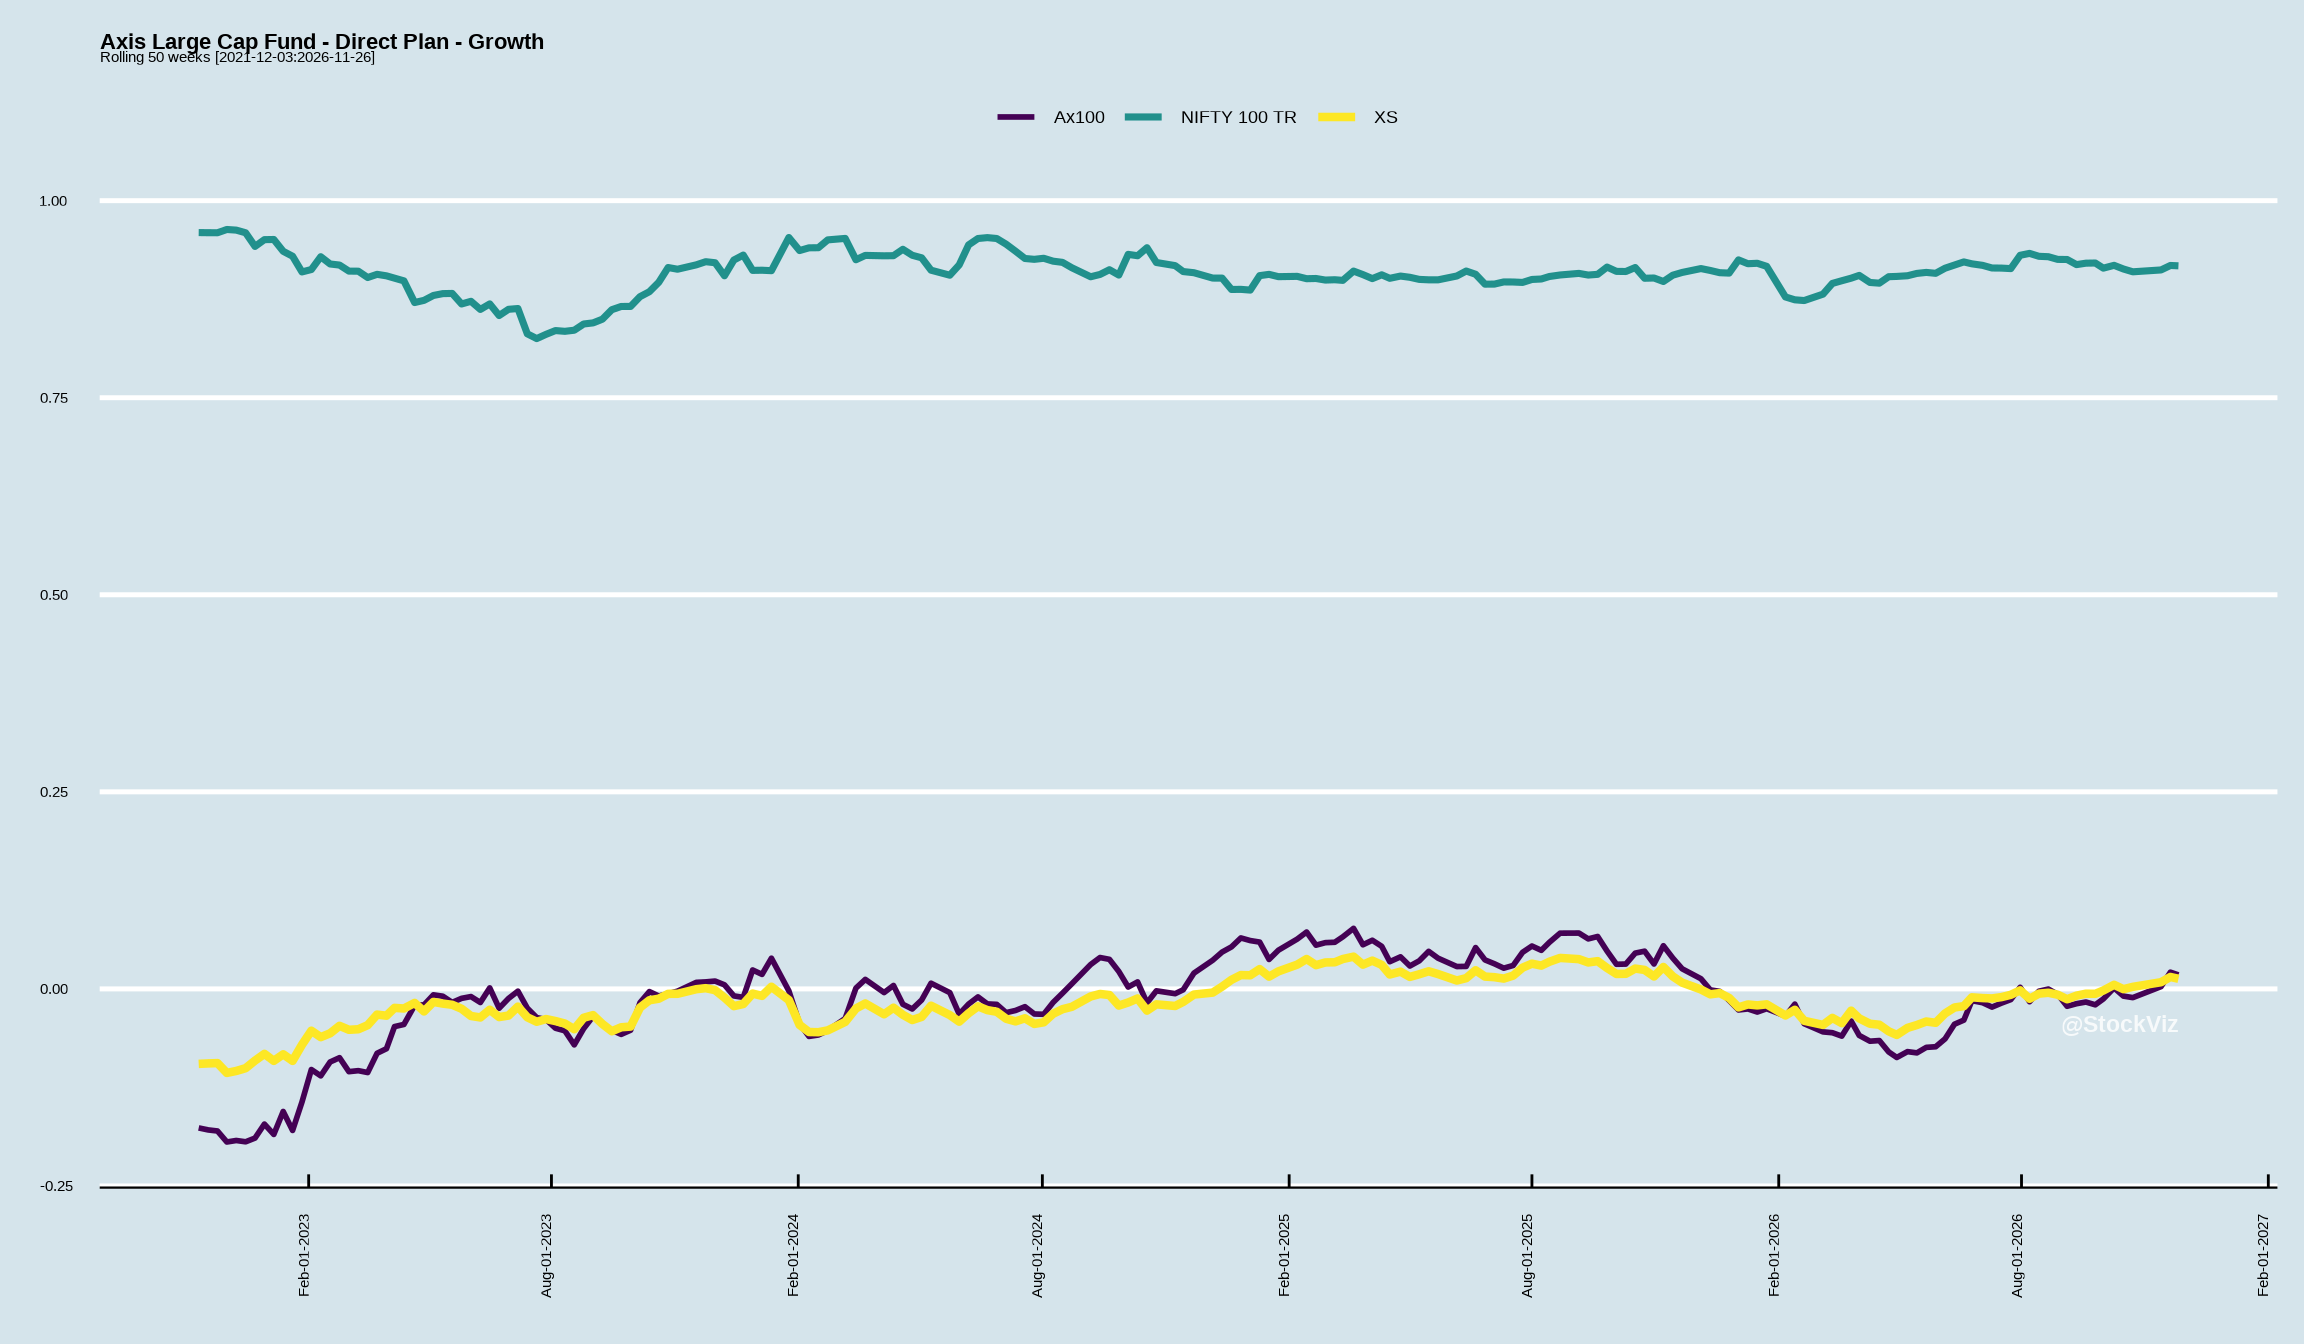 Axis Large Cap Fund - Direct Plan - Growth
Rolling 50 weeks [2021-12-03:2026-11-26]
Ax100 NIFTY 100 TR XS
1.00
0.75
0.50
0.25
0.00
-0.25
@StockViz
Feb-01-2023
Aug-01-2023
Feb-01-2024
Aug-01-2024
Feb-01-2025
Aug-01-2025
Feb-01-2026
Aug-01-2026
Feb-01-2027